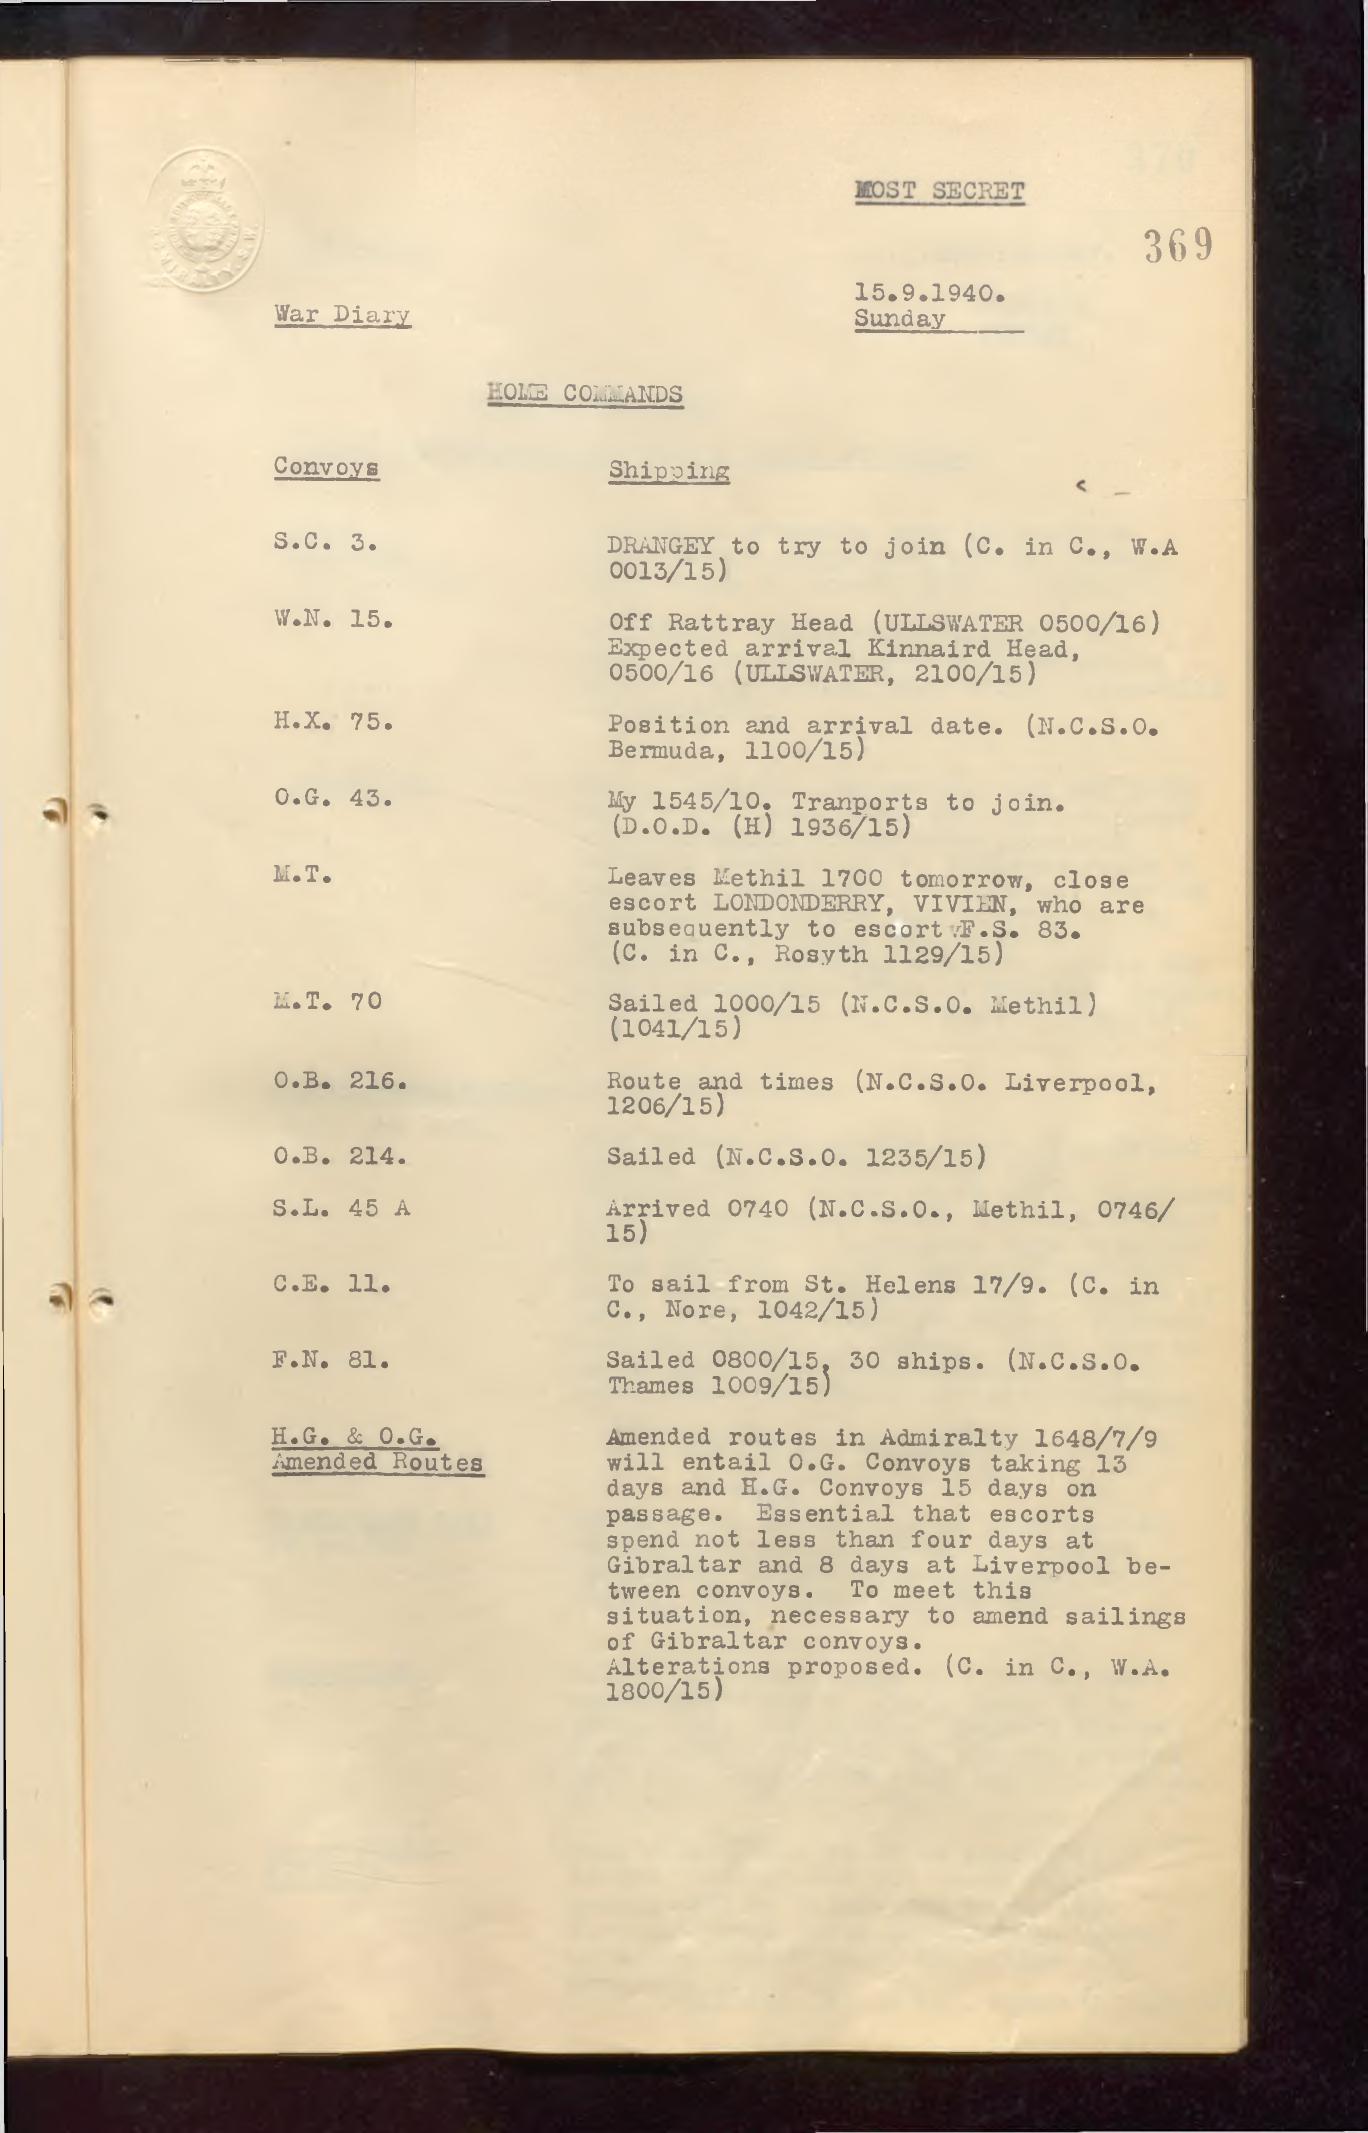 MOST SECRET
369
15.9.1940.
War Diary
Sunday
HOME COMMANDS
Convoys Shipping
S.C. 3. DRANGEY to try to join (C. in C., W.A
0013/15)
W.N. 15. Off Rattray Head (ULLSWATER 0500/16)
Expected arrival Kinnaird Head,
0500/16 (ULLSWATER, 2100/15)
H.X. 75. Position and arrival date. (N.C.S.O.
Bermuda, 1100/15)
O.G. 43. My 1545/10. Tranports to join.
(D.O.D. (H) 1936/15)
M.T. Leaves Methil 1700 tomorrow, close
escort LONDONDERRY, VIVIEN, who are
subsequently to escort F.S. 83.
(C. in C., Rosyth 1129/15)
M.T. 70 Sailed 1000/15 (N.C.S.O. Methil)
(1041/15)
O.B. 216. Route and times (N.C.S.O. Liverpool,
1206/15)
O.B. 214. Sailed (N.C.S.O. 1235/15)
S.L. 45 A Arrived 0740 (N.C.S.O., Methil, 0746/
15)
C.E. 11. To sail from St. Helens 17/9. (C. in
C., Nore, 1042/15)
F.N. 81. Sailed 0800/15, 30 ships. (N.C.S.O.
Thames 1009/15)
H.G. & O.G. Amended routes in Admiralty 1648/7/9
Amended Routes will entail O.G. Convoys taking 13
days and H.G. Convoys 15 days on
passage. Essential that escorts
spend not less than four days at
Gibraltar and 8 days at Liverpool be-
tween convoys. To meet this
situation, necessary to amend sailings
of Gibraltar convoys.
Alterations proposed. (C. in C., W.A.
1800/15)